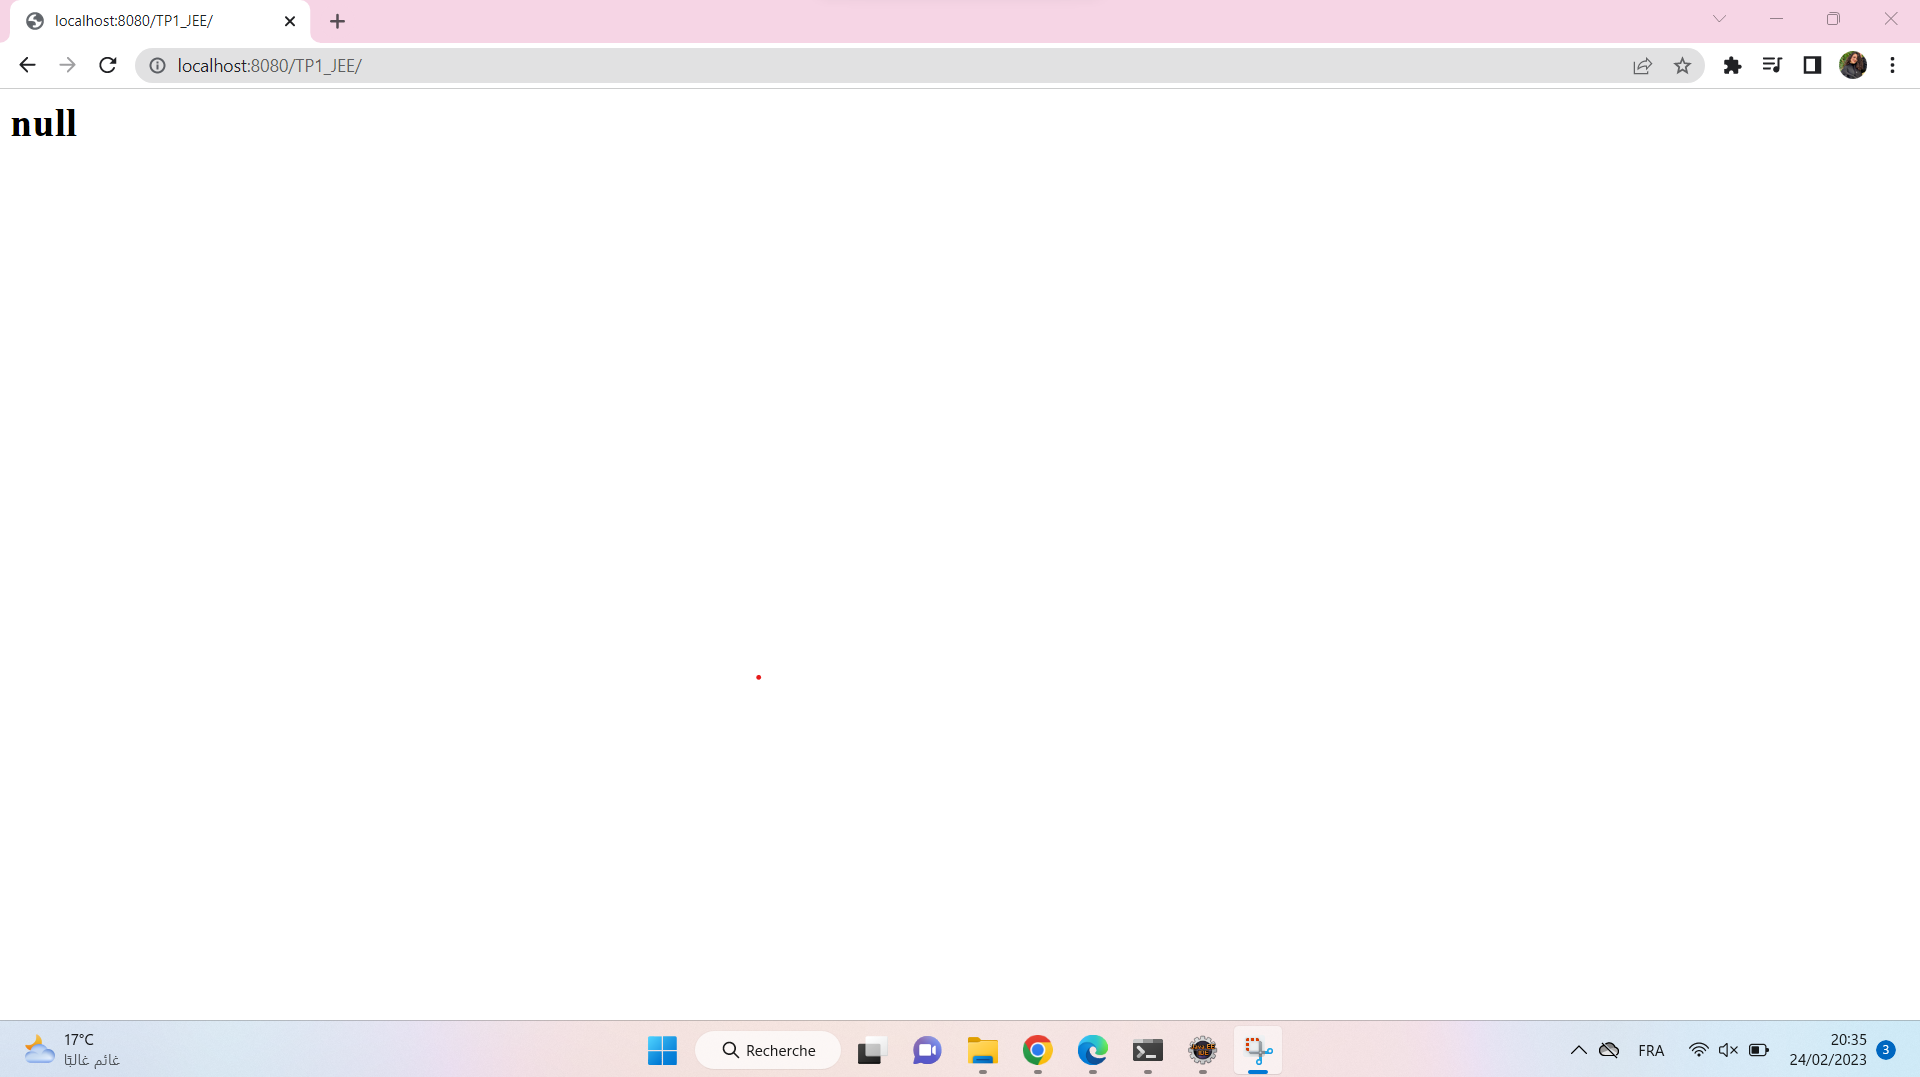 localhost:8080/TP1_JEE/
localhost:8080/TP1_JEE/
null
17°C
غائم غالبًا
Recherche
FRA
20:35
24/02/2023
3